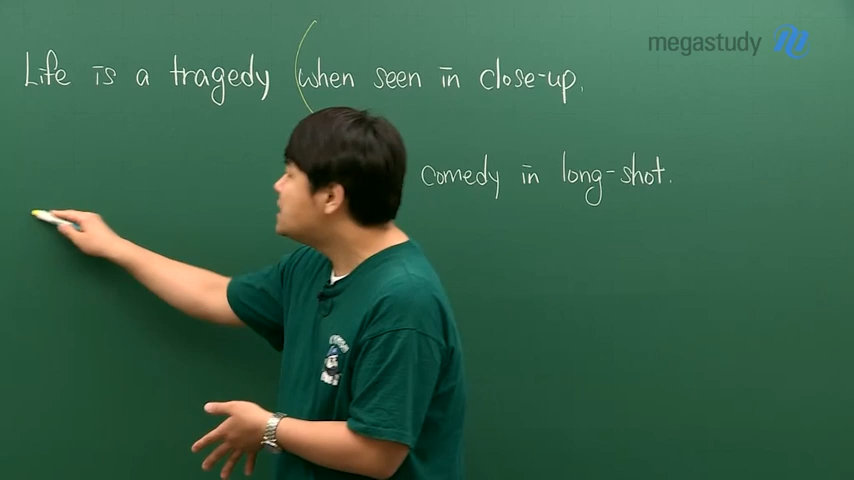 megastudy
Life is a tragedy when seen in close-up,
comedy in long-shot.